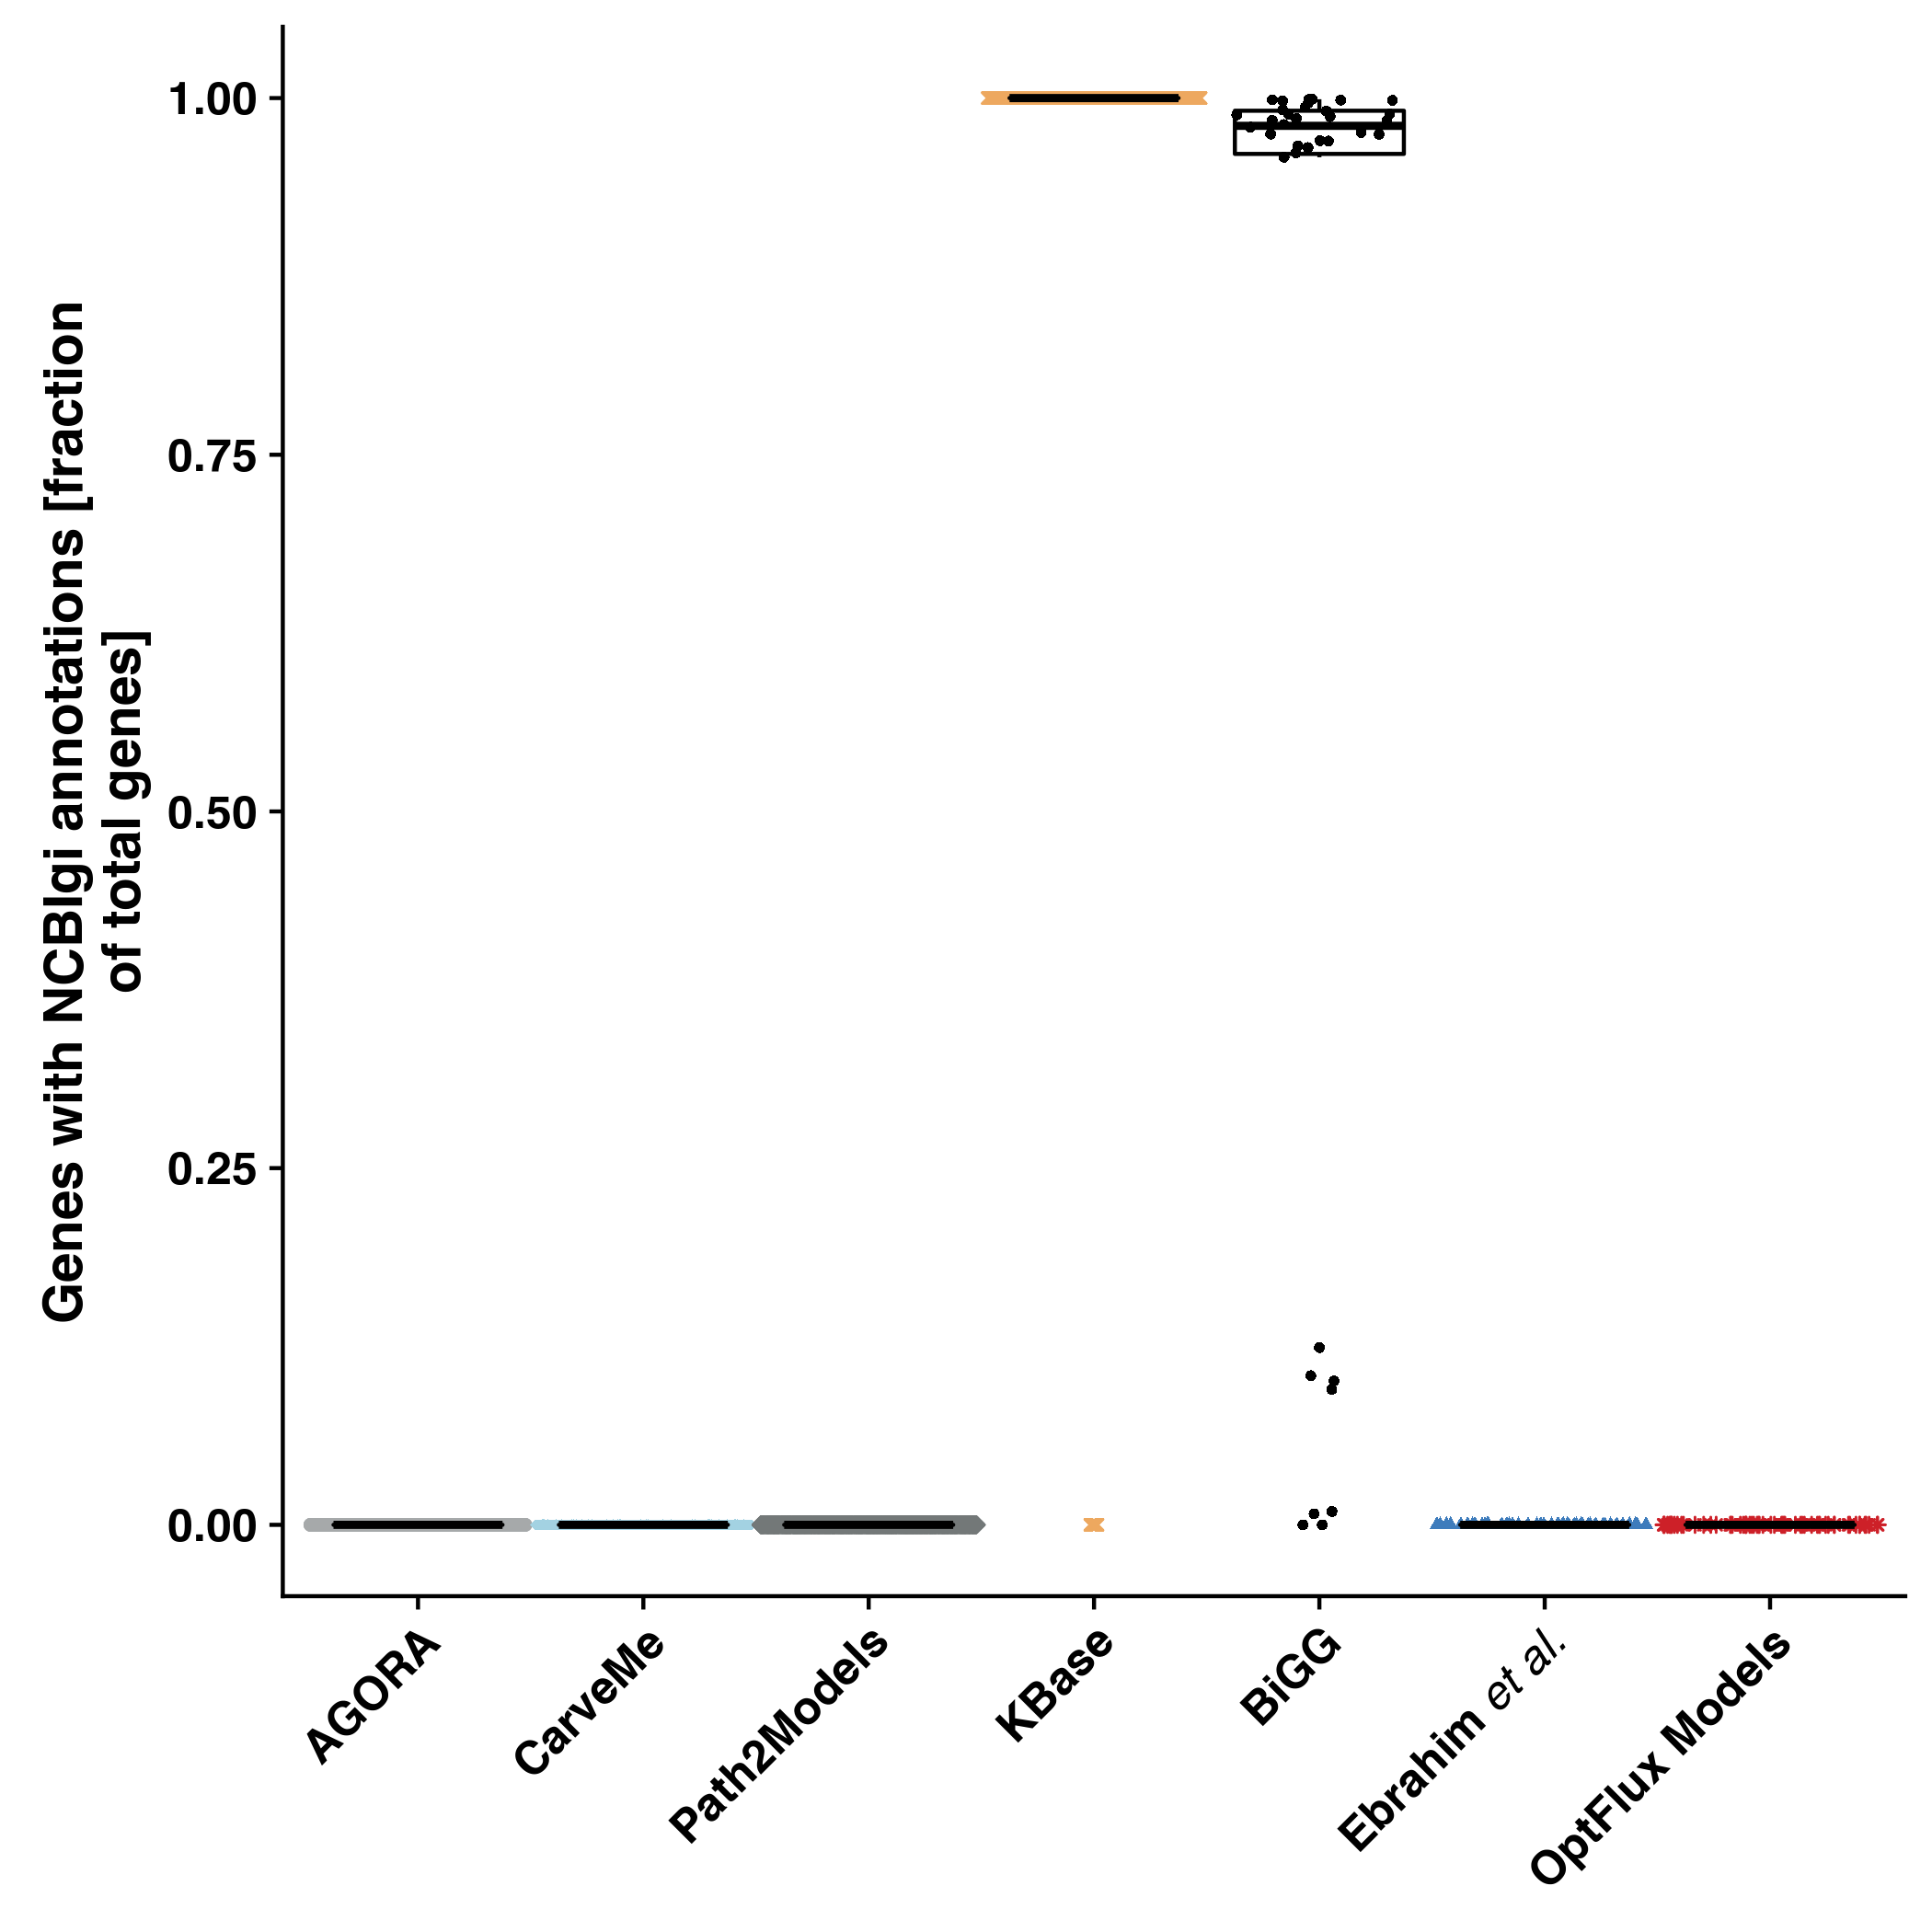 Genes with NCBIgi annotations [fraction
of total genes]
1.00
0.75
0.50
0.25
0.00
AGORA
CarveMe
Path2Models
KBase
BiGG
Ebrahim et al.
OptFlux Models